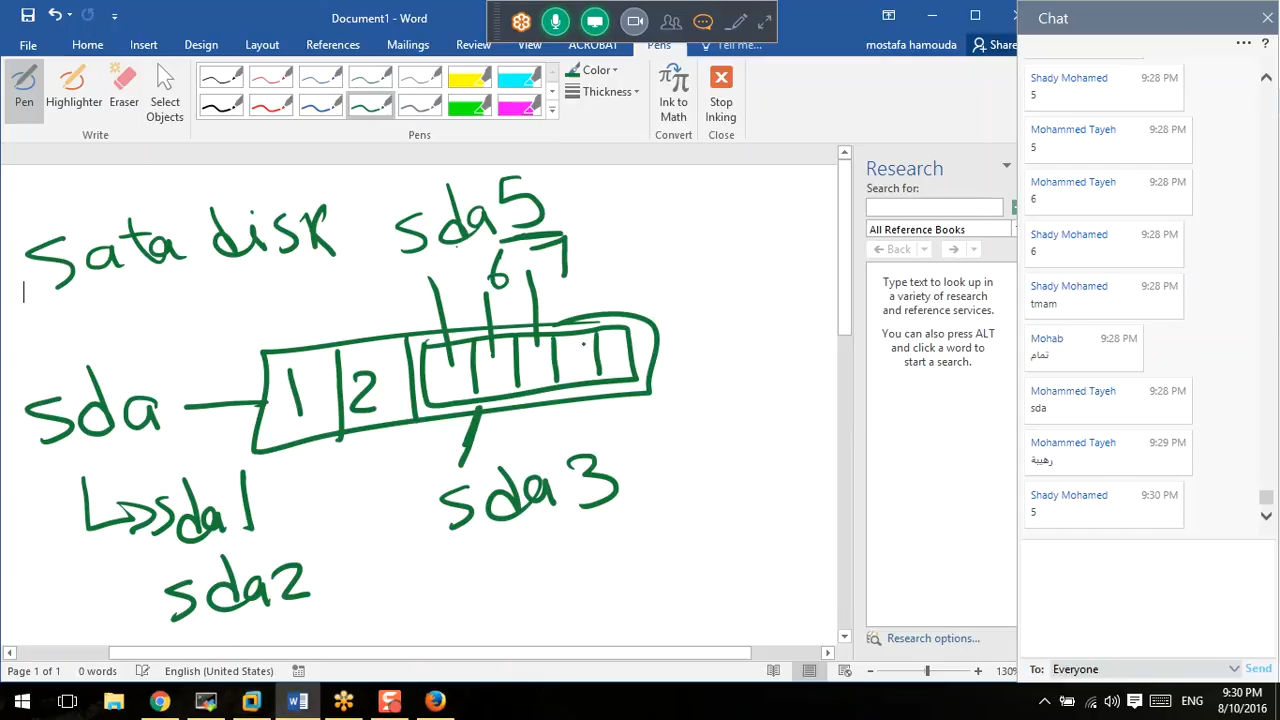 Document1 - Word
mostafa hamouda
Share
File
Home
Insert
Design
Layout
References
Mailings
Review
View
ACROBAT
Pens
Tell me...
Pen
Highlighter
Eraser
Select
Objects
Color
Thickness
Ink to
Math
Stop
Inking
Write
Pens
Convert
Close
sata disk sda5
6 7
sda 1 2
sda1
sda2
sda3
Research
Search for:
All Reference Books
Back
Type text to look up in
a variety of research
and reference services.
You can also press ALT
and click a word to
start a search.
Research options...
Chat
?
Shady Mohamed 9:28 PM
5
Mohammed Tayeh 9:28 PM
5
Mohammed Tayeh 9:28 PM
6
Shady Mohamed 9:28 PM
6
Shady Mohamed 9:28 PM
tmam
Mohab 9:28 PM
تمام
Mohammed Tayeh 9:28 PM
sda
Mohammed Tayeh 9:29 PM
رهيبة
Shady Mohamed 9:30 PM
5
To: Everyone
Send
Page 1 of 1 0 words English (United States) 130%
ENG
9:30 PM
8/10/2016